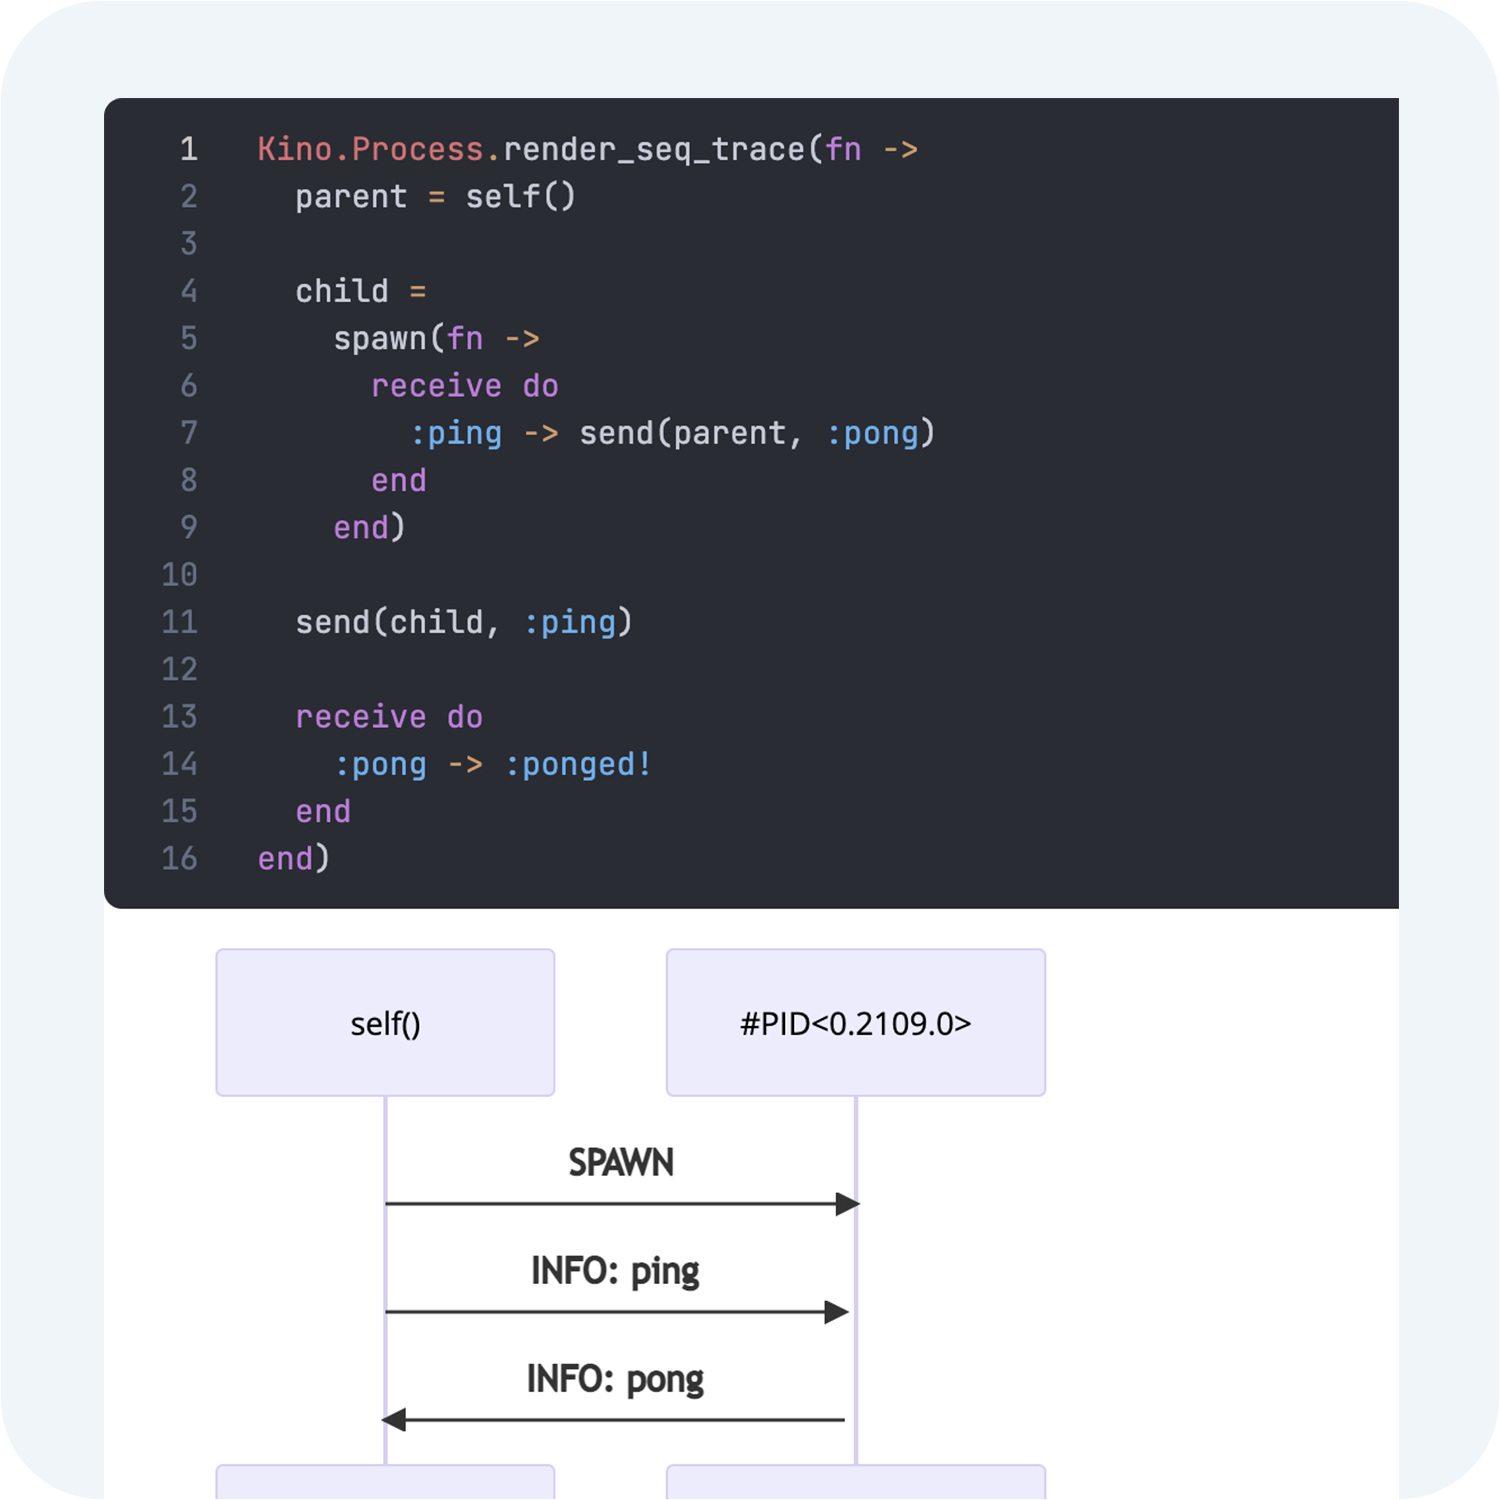 1 Kino.Process.render_seq_trace(fn ->
2 parent = self()
3
4 child =
5 spawn(fn ->
6 receive do
7 :ping -> send(parent, :pong)
8 end
9 end)
10
11 send(child, :ping)
12
13 receive do
14 :pong -> :ponged!
15 end
16 end)
self() #PID<0.2109.0>
SPAWN
INFO: ping
INFO: pong